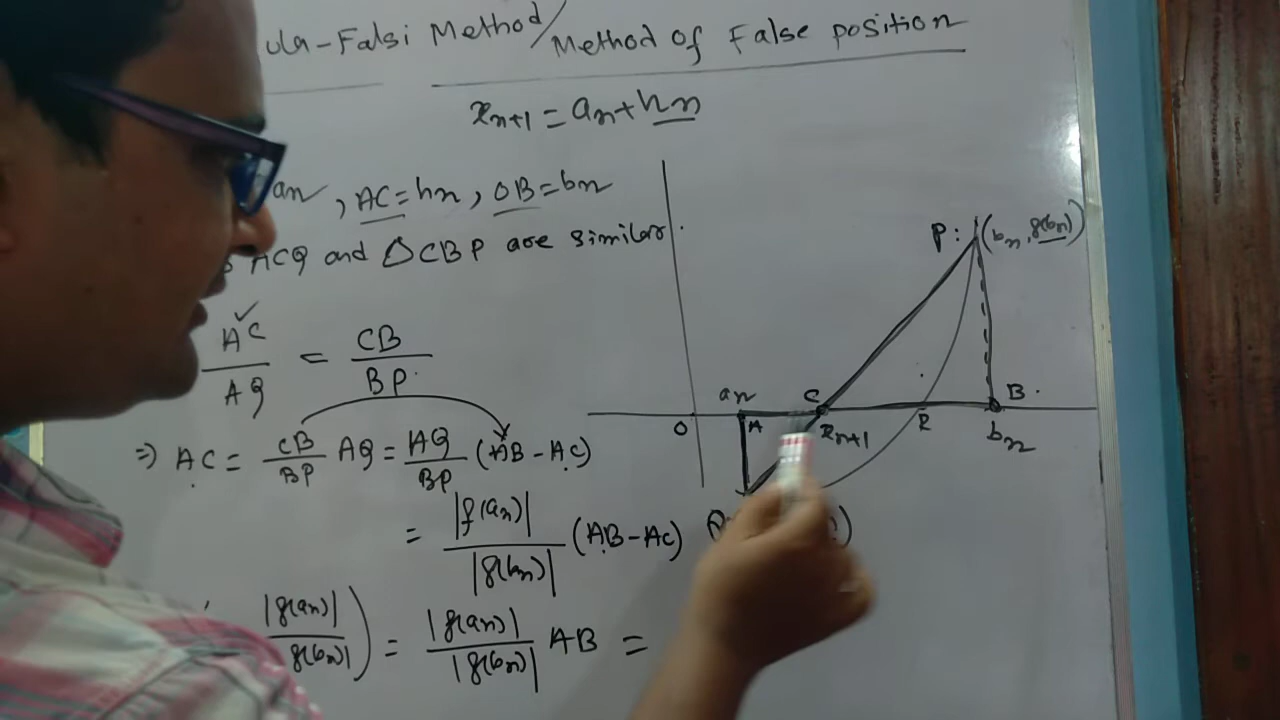 ula-Falsi Method/Method of False position
xn+1 = an + hn
an, AC = hn, OB = bn
ACQ and △CBP are similar.
AC/AQ = CB/BP
⇒ AC = CB/BP AQ = AQ/BP (AB - AC)
= |f(an)|/|f(bn)| (AB - AC)
|f(an)|/|f(bn)|) = |f(an)|/|f(bn)| AB =
P: (bn, f(bn))
an C B
O A xn+1 R bn